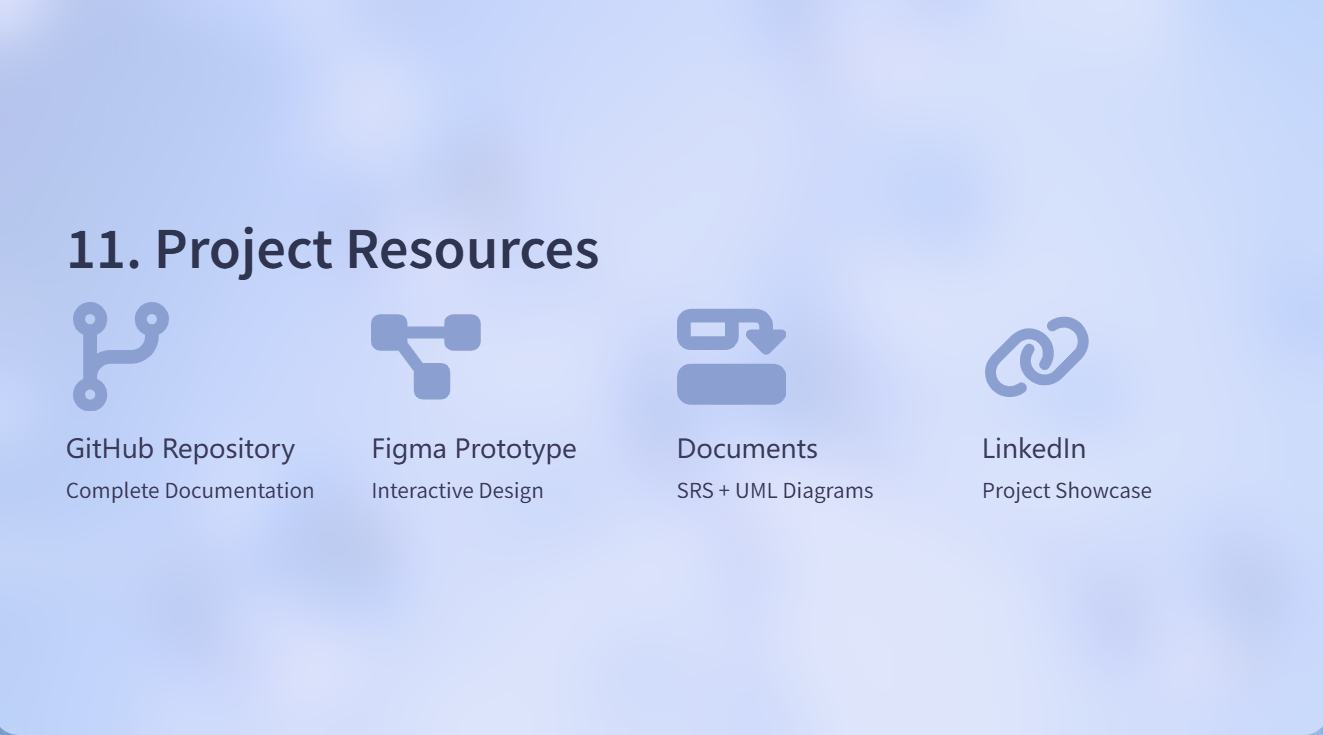 11. Project Resources
GitHub Repository
Complete Documentation
Figma Prototype
Interactive Design
Documents
SRS + UML Diagrams
LinkedIn
Project Showcase